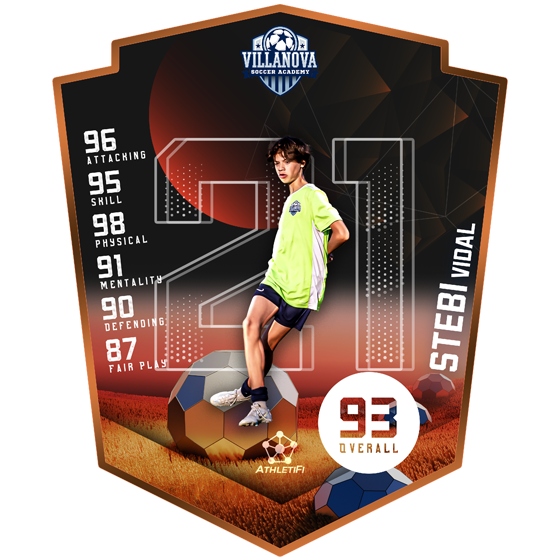 VILLANOVA
SOCCER ACADEMY
21
96
ATTACKING
95
SKILL
98
PHYSICAL
91
MENTALITY
90
DEFENDING
87
FAIR PLAY
STEBI VIDAL
93
OVERALL
ATHLETIFI